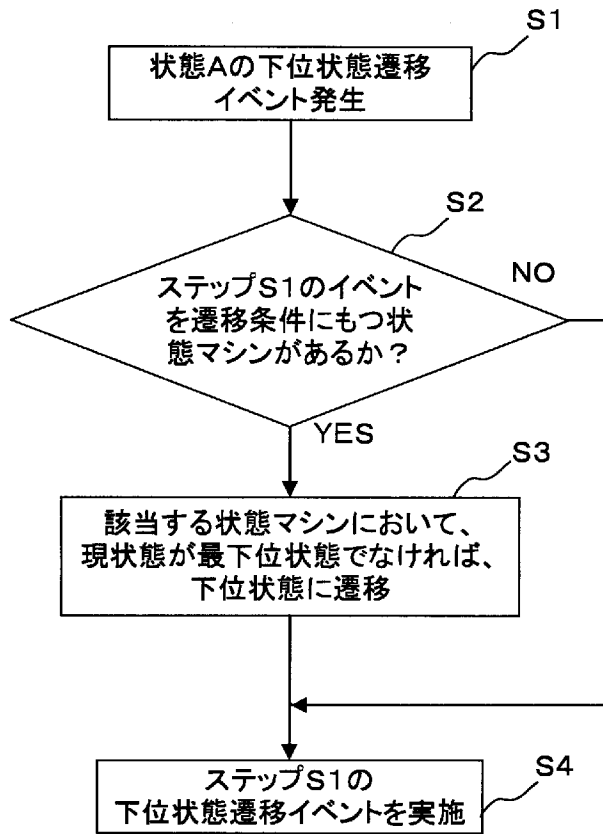 S1
状態Aの下位状態遷移
イベント発生
S2
ステップS1のイベント
を遷移条件にもつ状
態マシンがあるか？
NO
YES
S3
該当する状態マシンにおいて、
現状態が最下位状態でなければ、
下位状態に遷移
S4
ステップS1の
下位状態遷移イベントを実施